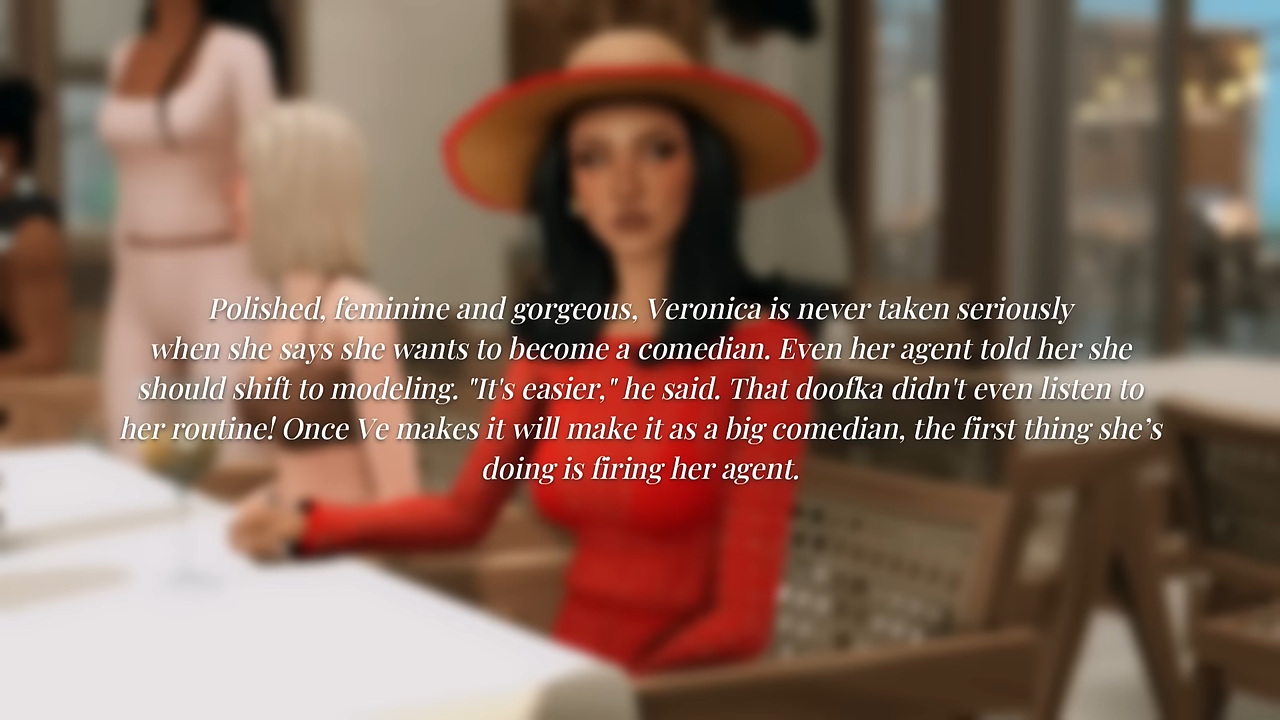 Polished, feminine and gorgeous, Veronica is never taken seriously
when she says she wants to become a comedian. Even her agent told her she
should shift to modeling. "It's easier," he said. That doofka didn't even listen to
her routine! Once Ve makes it will make it as a big comedian, the first thing she’s
doing is firing her agent.